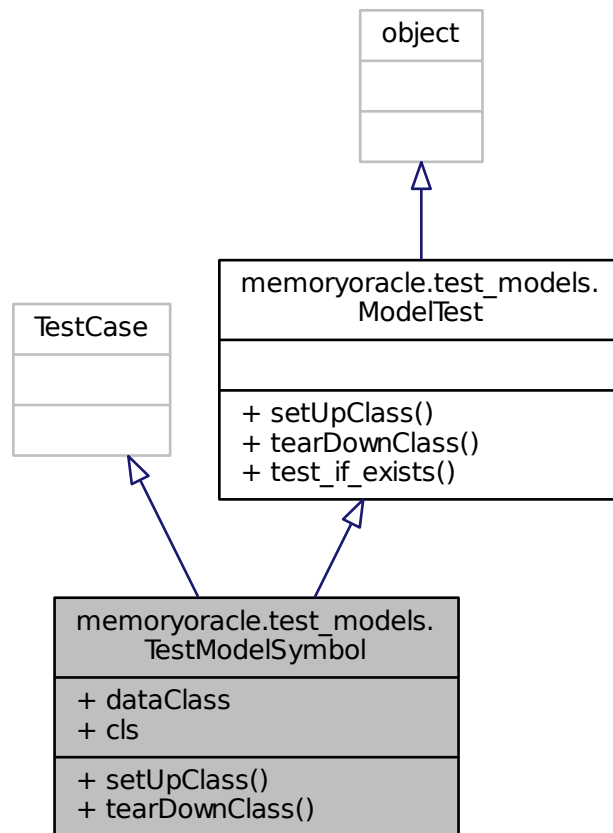 object
memoryoracle.test_models.
ModelTest
+ setUpClass()
+ tearDownClass()
+ test_if_exists()
TestCase
memoryoracle.test_models.
TestModelSymbol
+ dataClass
+ cls
+ setUpClass()
+ tearDownClass()